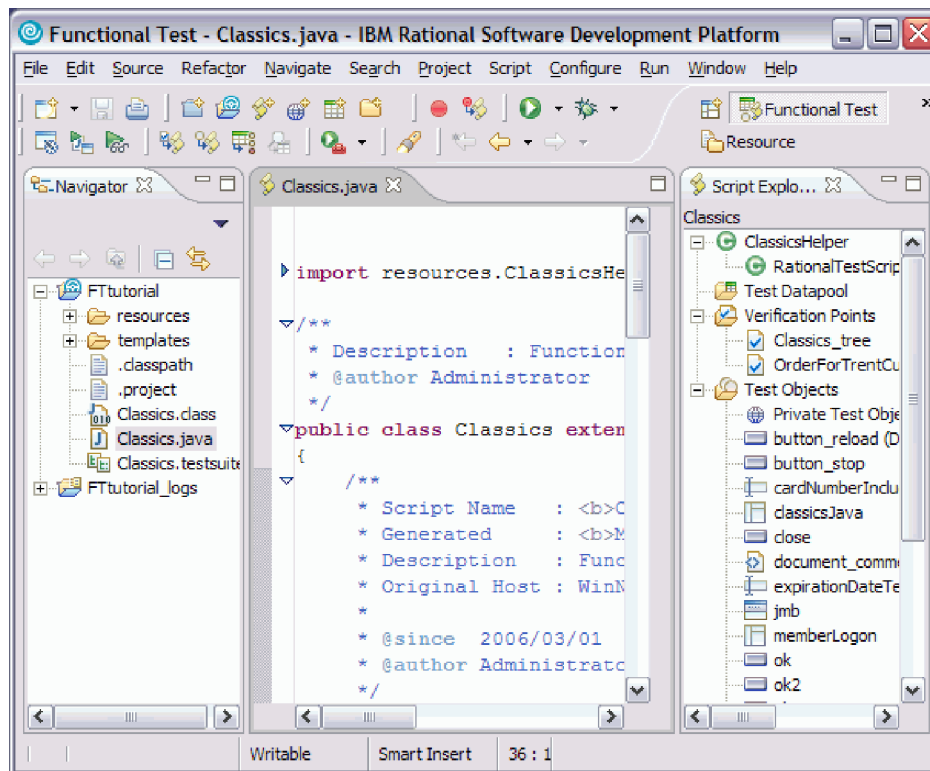 Functional Test - Classics.java - IBM Rational Software Development Platform
File Edit Source Refactor Navigate Search Project Script Configure Run Window Help
Functional Test
Resource
Navigator
FTtutorial
resources
templates
.classpath
.project
Classics.class
Classics.java
Classics.testsuite
FTtutorial_logs
Classics.java
import resources.ClassicsHe
/**
* Description : Function
* @author Administrator
*/
public class Classics exten
{
/**
* Script Name : <b>C
* Generated : <b>M
* Description : Func
* Original Host : WinN
*
* @since 2006/03/01
* @author Administrato
*/
Script Explo...
Classics
ClassicsHelper
RationalTestScrip
Test Datapool
Verification Points
Classics_tree
OrderForTrentCu
Test Objects
Private Test Obje
button_reload (D
button_stop
cardNumberInclu
classicsJava
close
document_comm
expirationDateTe
jmb
memberLogon
ok
ok2
Writable Smart Insert 36 : 1